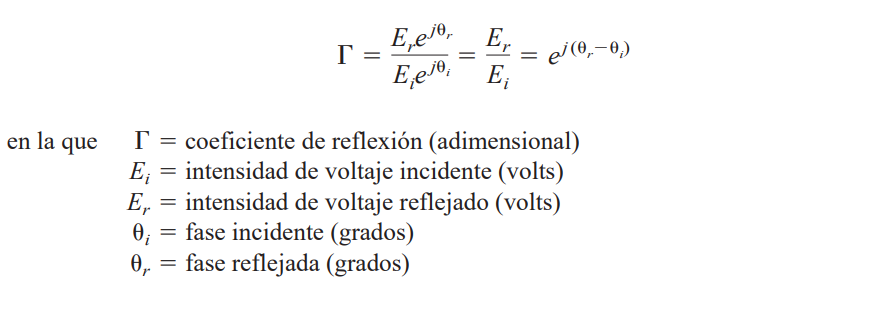 Γ = E_r e^{jθ_r} / E_i e^{jθ_i} = E_r / E_i = e^{j(θ_r−θ_i)}
en la que Γ = coeficiente de reflexión (adimensional)
E_i = intensidad de voltaje incidente (volts)
E_r = intensidad de voltaje reflejado (volts)
θ_i = fase incidente (grados)
θ_r = fase reflejada (grados)